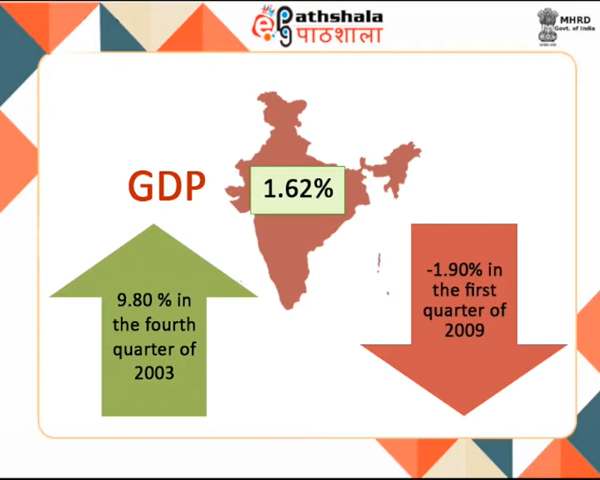 Pathshala
पाठशाला
MHRD
Govt. of India
GDP
1.62%
9.80 % in
the fourth
quarter of
2003
-1.90% in
the first
quarter of
2009